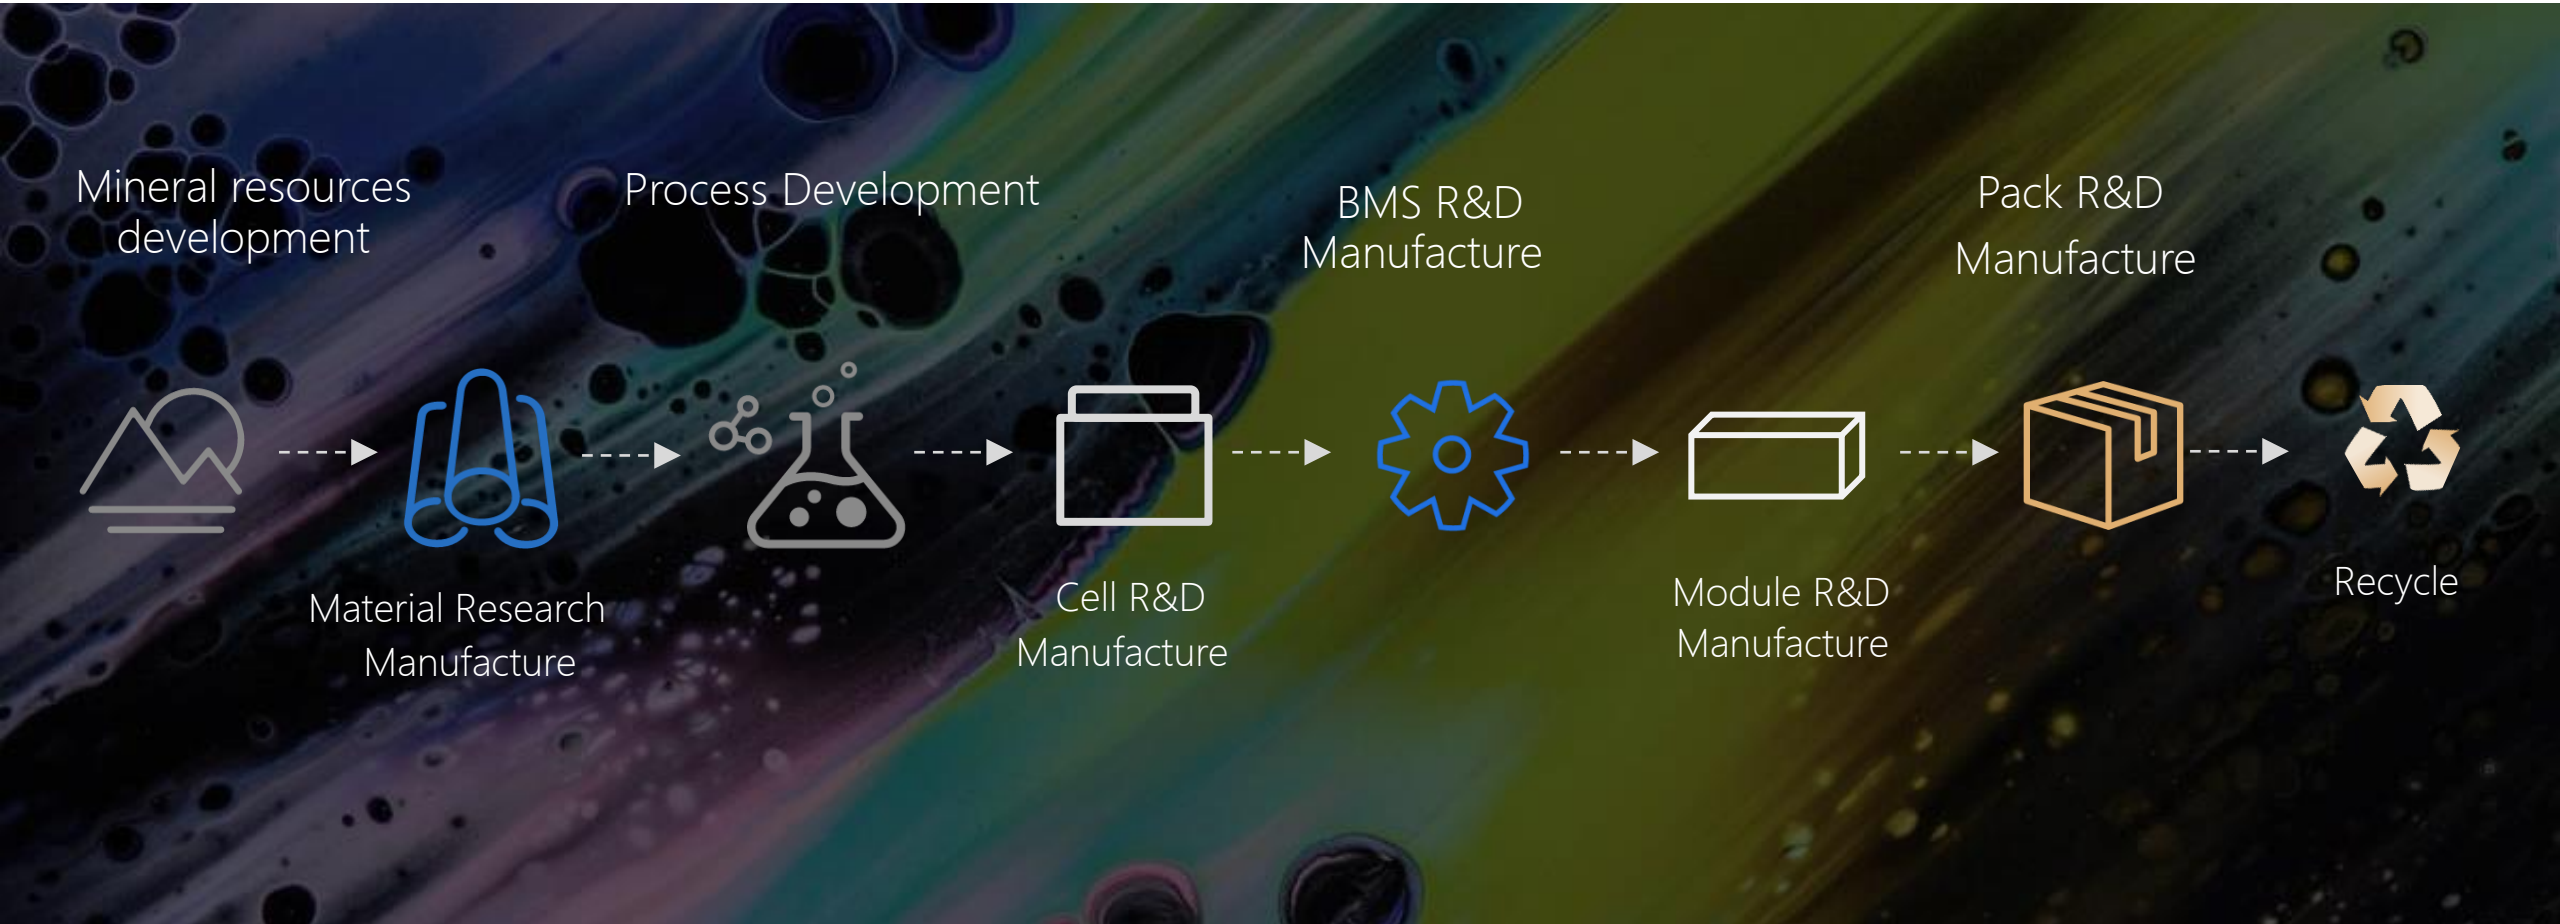 Mineral resources
development
Material Research
Manufacture
Process Development
Cell R&D
Manufacture
BMS R&D
Manufacture
Module R&D
Manufacture
Pack R&D
Manufacture
Recycle